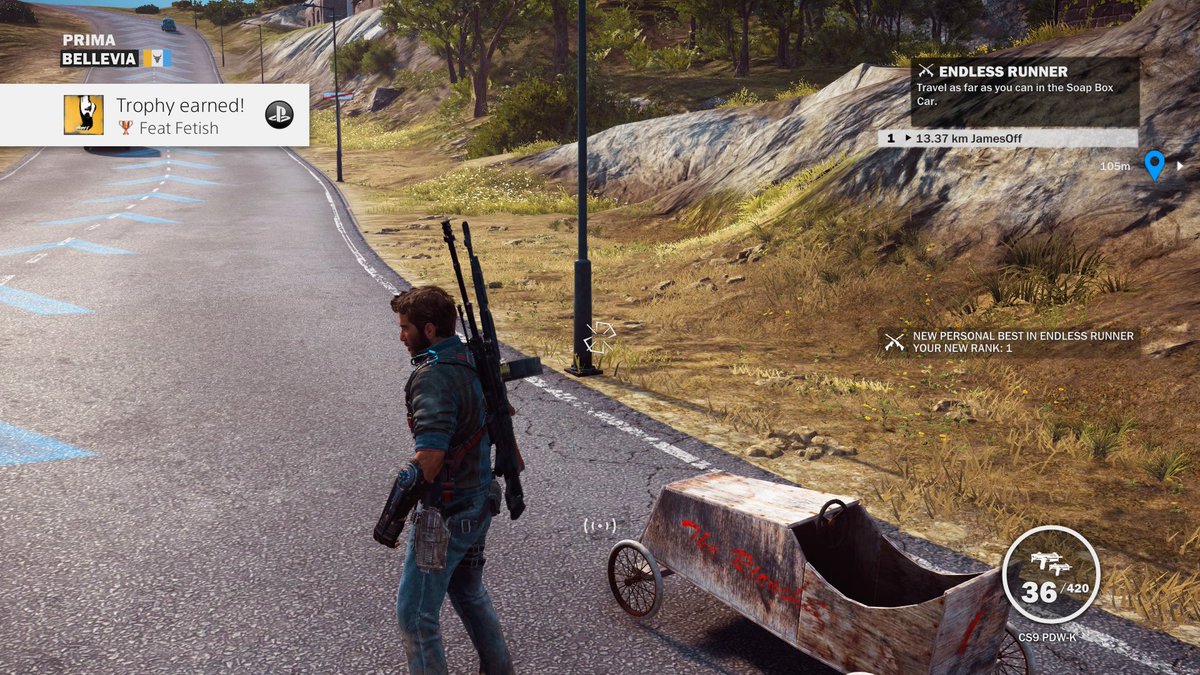 PRIMA
BELLEVIA
Trophy earned!
Feat Fetish
ENDLESS RUNNER
Travel as far as you can in the Soap Box
Car.
1 13.37 km JamesOff
105m
NEW PERSONAL BEST IN ENDLESS RUNNER
YOUR NEW RANK: 1
The
36/420
CS9 PDW-K